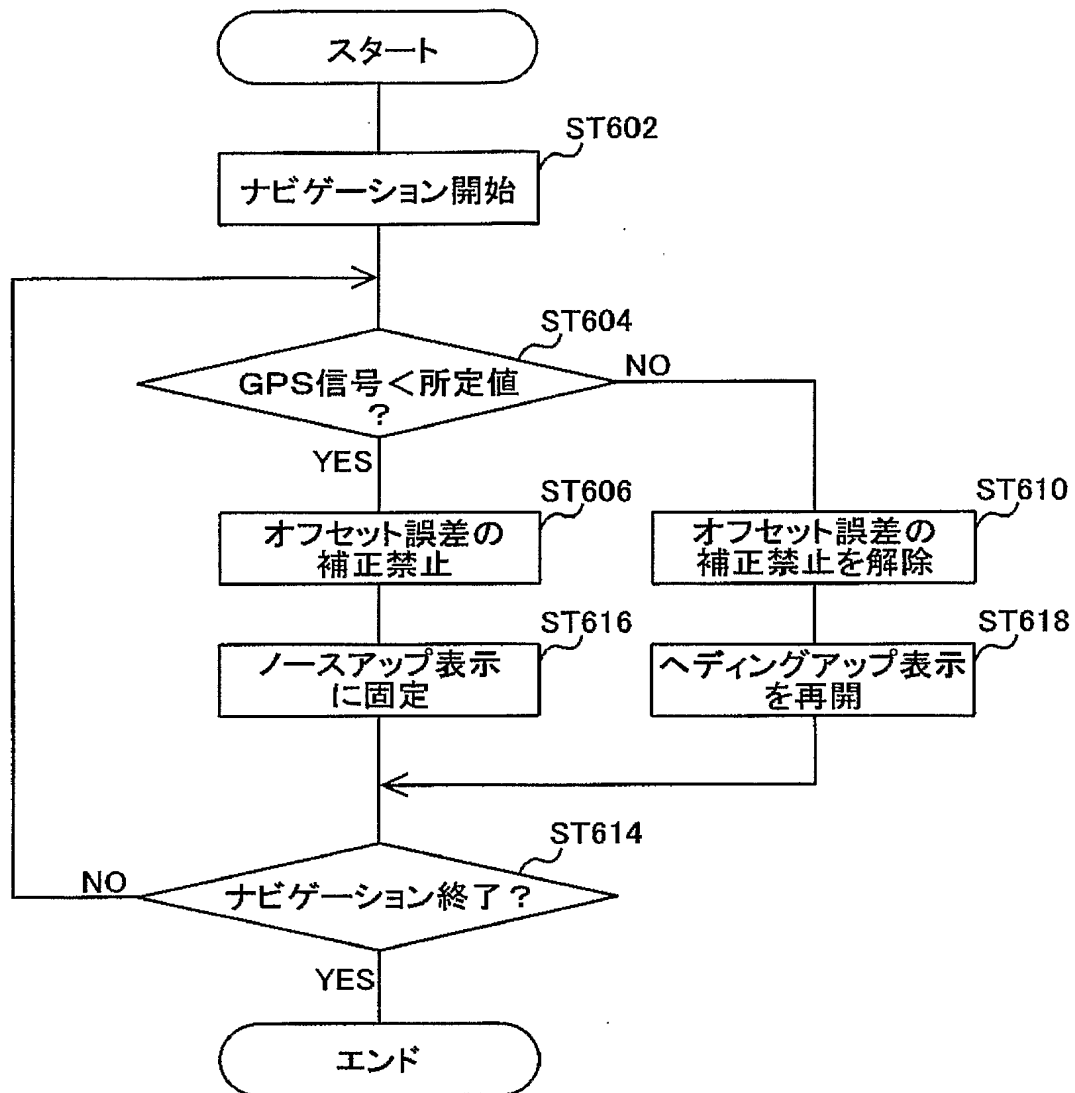 スタート
ST602
ナビゲーション開始
ST604
GPS信号<所定値
?
NO
YES
ST606
オフセット誤差の
補正禁止
ST610
オフセット誤差の
補正禁止を解除
ST616
ノースアップ表示
に固定
ST618
ヘディングアップ表示
を再開
ST614
ナビゲーション終了?
NO
YES
エンド